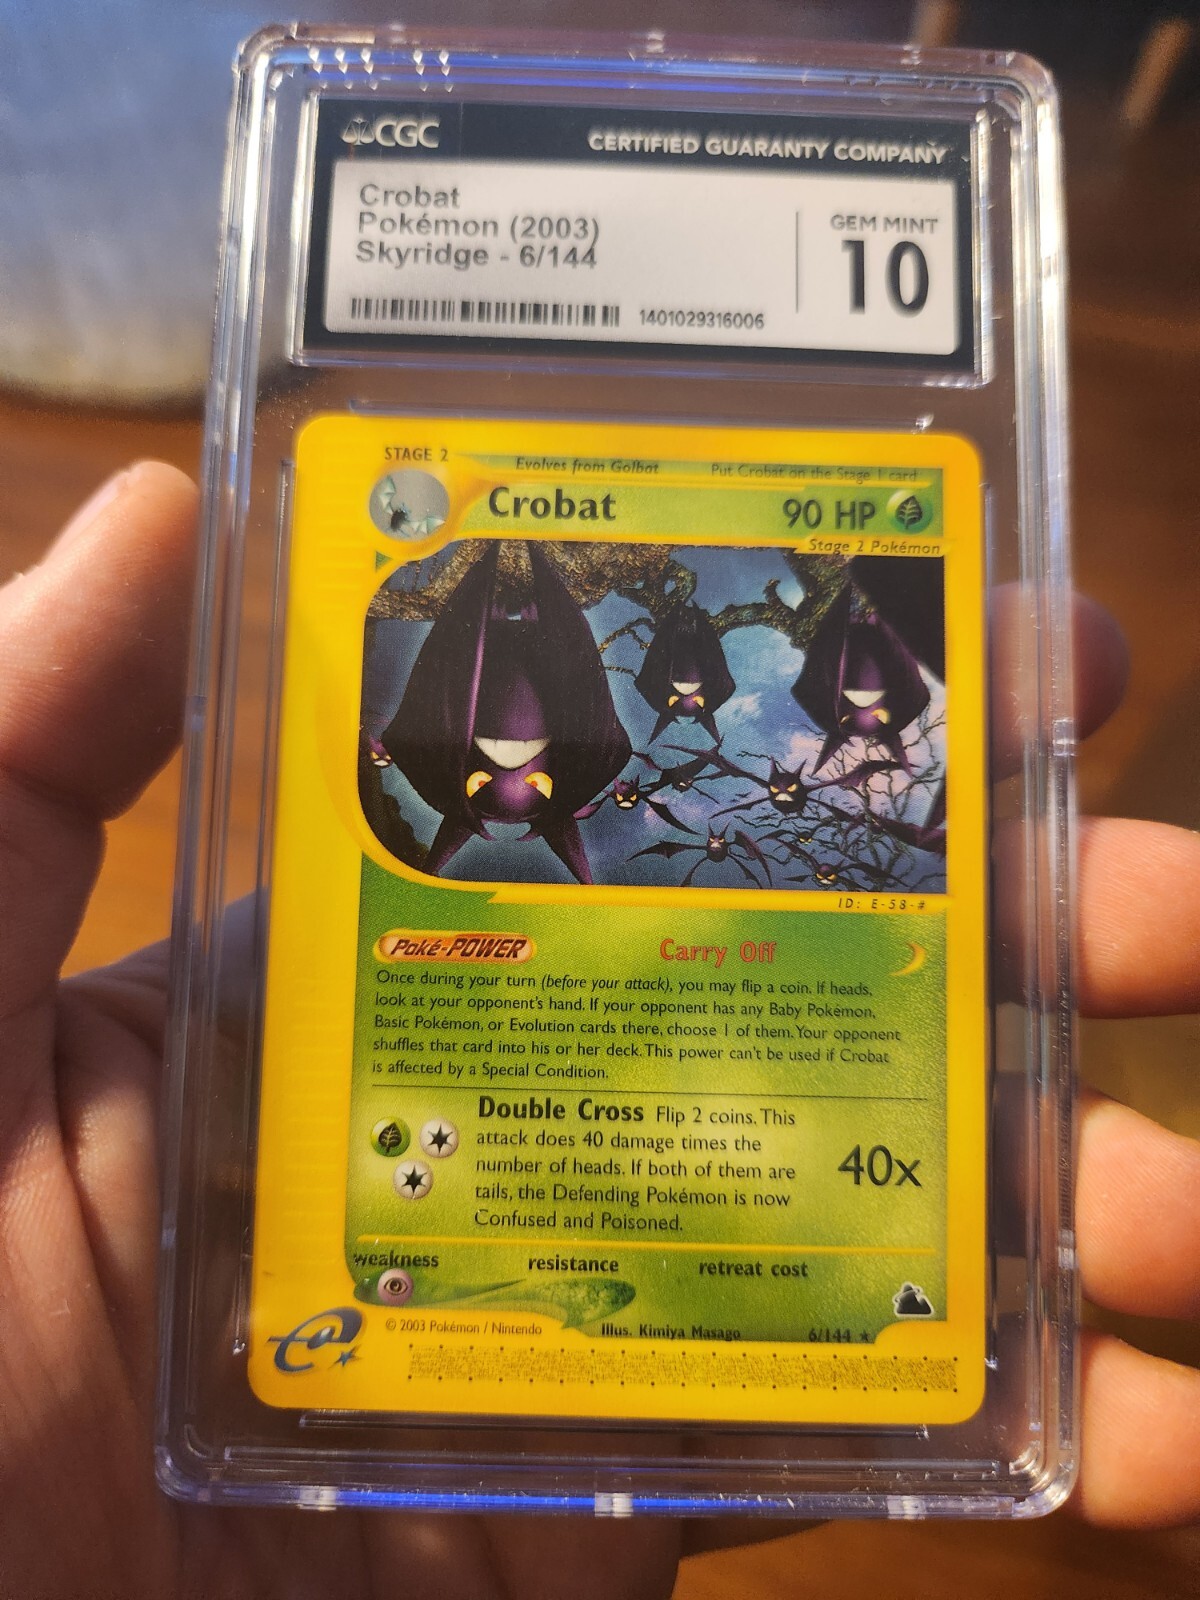 CGC
CERTIFIED GUARANTY COMPANY
Crobat
Pokémon (2003)
Skyridge - 6/144
GEM MINT
10
1401029316006
STAGE 2
Evolves from Golbat
Put Crobat on the Stage 1 card
Crobat
90 HP
Stage 2 Pokémon
ID: E-58-#
Poké-POWER
Carry Off
Once during your turn (before your attack), you may flip a coin. If heads,
look at your opponent's hand. If your opponent has any Baby Pokémon,
Basic Pokémon, or Evolution cards there, choose 1 of them. Your opponent
shuffles that card into his or her deck. This power can't be used if Crobat
is affected by a Special Condition.
Double Cross Flip 2 coins. This
attack does 40 damage times the
number of heads. If both of them are
tails, the Defending Pokémon is now
Confused and Poisoned.
40x
weakness
resistance
retreat cost
e
© 2003 Pokémon / Nintendo
Illus. Kimiya Masago
6/144 ★